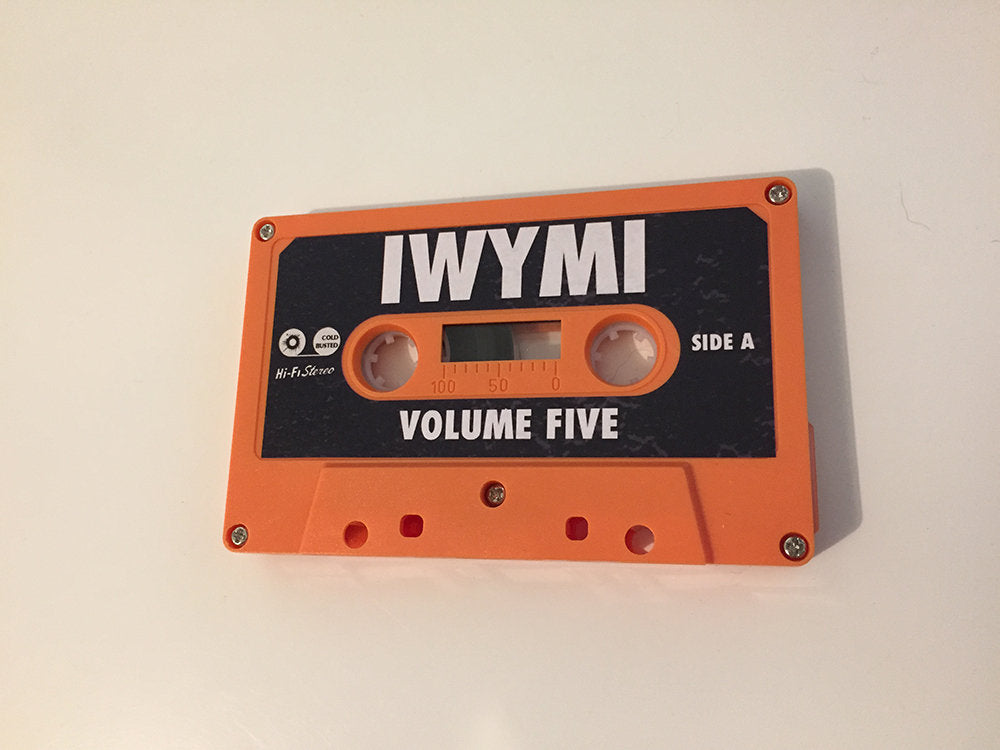 IWYMI
COLD
BUSTED
Hi-Fi Stereo
SIDE A
100 50 0
VOLUME FIVE